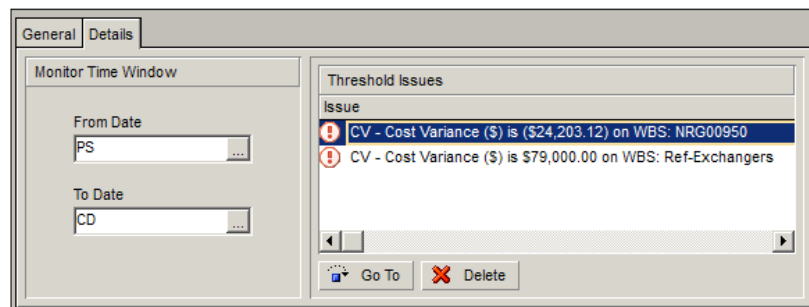 General Details
Monitor Time Window
From Date
PS
...
To Date
CD
...
Threshold Issues
Issue
CV - Cost Variance ($) is ($24,203.12) on WBS: NRG00950
CV - Cost Variance ($) is $79,000.00 on WBS: Ref-Exchangers
Go To Delete